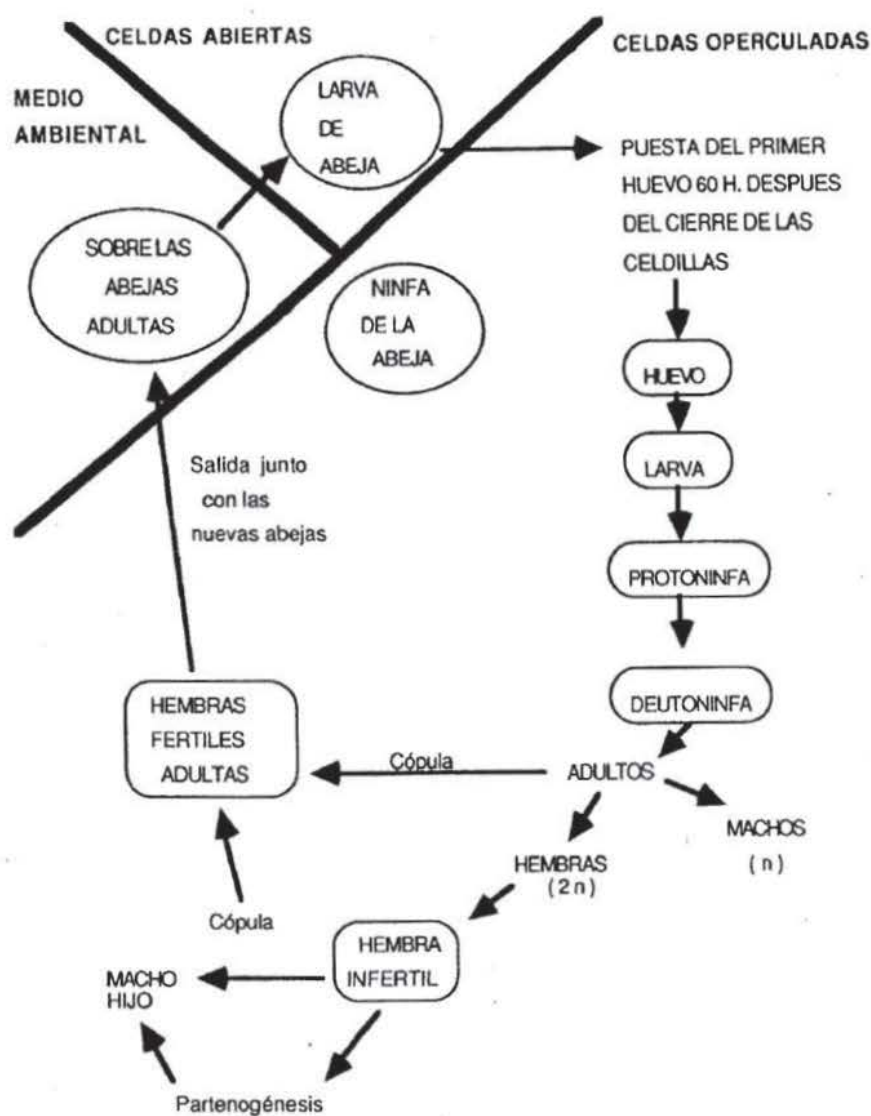 CELDAS ABIERTAS
CELDAS OPERCULADAS
MEDIO
AMBIENTAL
LARVA
DE
ABEJA
PUESTA DEL PRIMER
HUEVO 60 H. DESPUES
DEL CIERRE DE LAS
CELDILLAS
SOBRE LAS
ABEJAS
ADULTAS
NINFA
DE LA
ABEJA
HUEVO
LARVA
Salida junto
con las
nuevas abejas
PROTONINFA
DEUTONINFA
HEMBRAS
FERTILES
ADULTAS
Cópula
ADULTOS
MACHOS
( n )
HEMBRAS
( 2 n )
Cópula
HEMBRA
INFERTIL
MACHO
HIJO
Partenogénesis